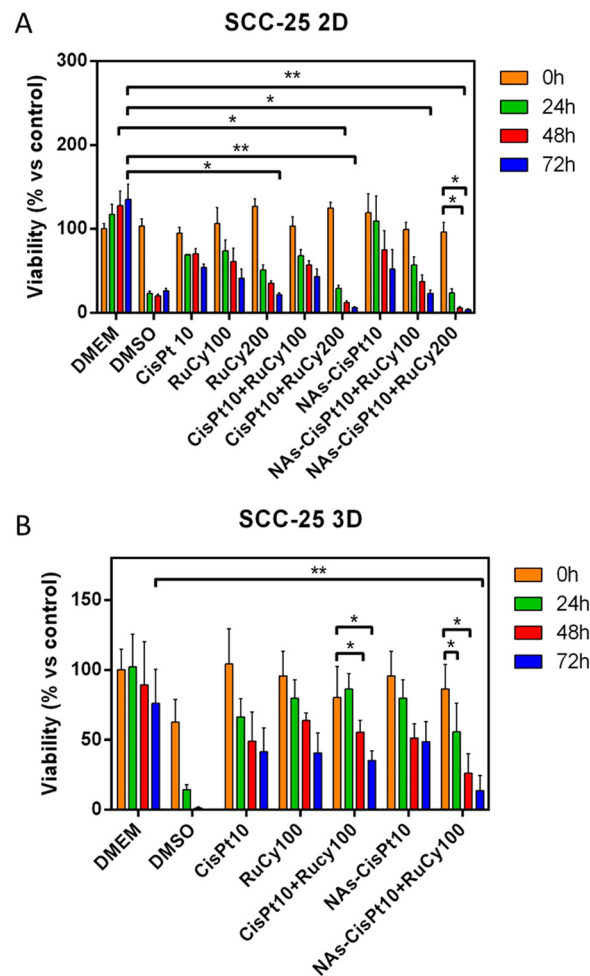 A
SCC-25 2D
Viability (% vs control)
300
200
100
0
**
*
*
**
*
*
*
0h
24h
48h
72h
DMEM
DMSO
CisPt 10
RuCy100
RuCy200
CisPt10+RuCy100
CisPt10+RuCy200
NAs-CisPt10
NAs-CisPt10+RuCy100
NAs-CisPt10+RuCy200
B
SCC-25 3D
Viability (% vs control)
150
100
50
0
**
*
*
*
*
0h
24h
48h
72h
DMEM
DMSO
CisPt10
RuCy100
CisPt10+Rucy100
NAs-CisPt10
NAs-CisPt10+RuCy100